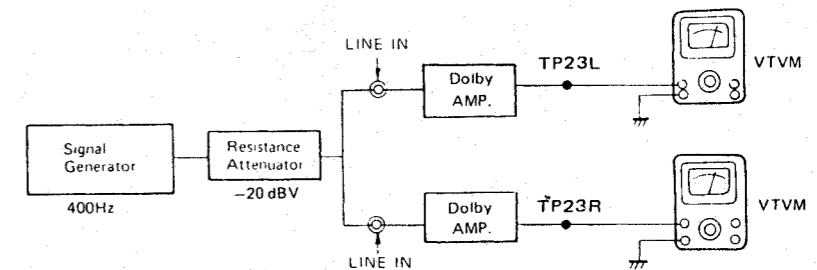 LINE IN
Dolby
AMP.
TP23L
VTVM
Signal
Generator
400Hz
Resistance
Attenuator
−20 dBV
Dolby
AMP.
TP23R
VTVM
LINE IN